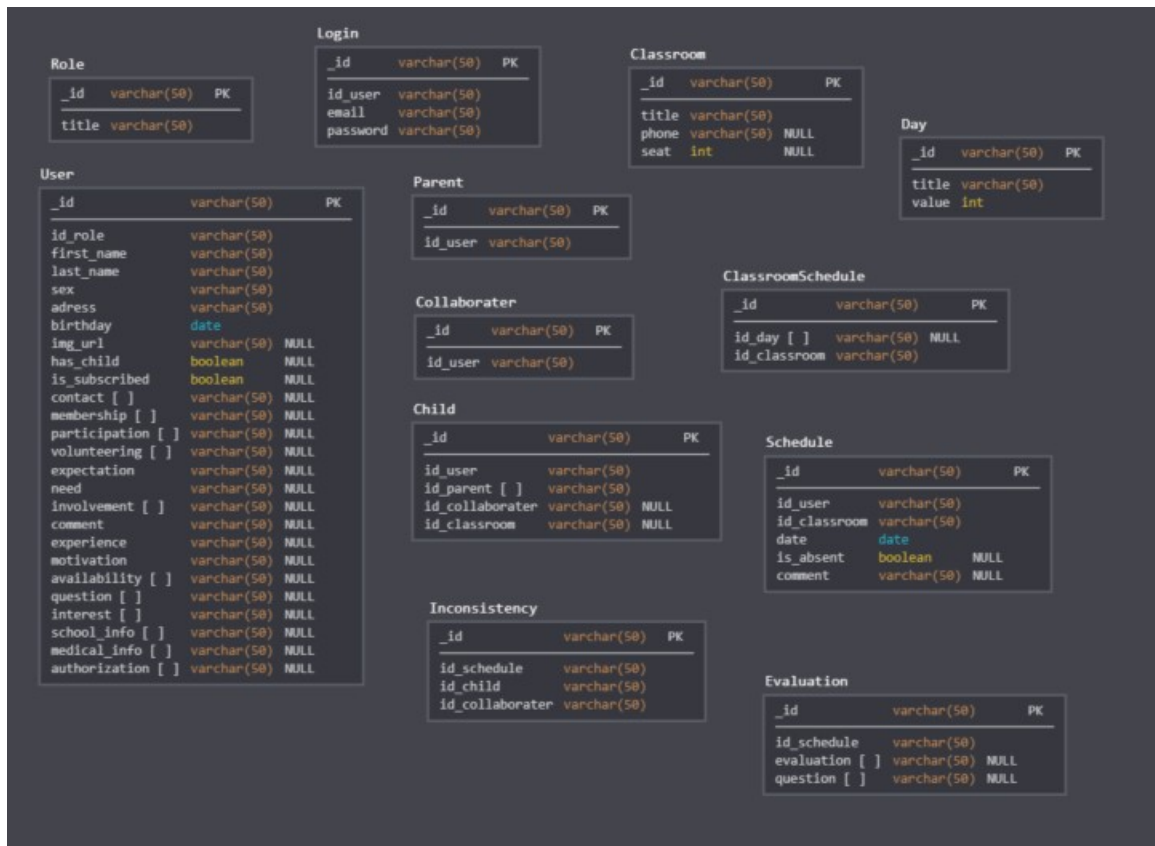 Role
_id varchar(50) PK
title varchar(50)
Login
_id varchar(50) PK
id_user varchar(50)
email varchar(50)
password varchar(50)
Classroom
_id varchar(50) PK
title varchar(50)
phone varchar(50) NULL
seat int NULL
Day
_id varchar(50) PK
title varchar(50)
value int
User
_id varchar(50) PK
id_role varchar(50)
first_name varchar(50)
last_name varchar(50)
sex varchar(50)
adress varchar(50)
birthday date
img_url varchar(50) NULL
has_child boolean NULL
is_subscribed boolean NULL
contact [ ] varchar(50) NULL
membership [ ] varchar(50) NULL
participation [ ] varchar(50) NULL
volunteering [ ] varchar(50) NULL
expectation varchar(50) NULL
need varchar(50) NULL
involvement [ ] varchar(50) NULL
comment varchar(50) NULL
experience varchar(50) NULL
motivation varchar(50) NULL
availability [ ] varchar(50) NULL
question [ ] varchar(50) NULL
interest [ ] varchar(50) NULL
school_info [ ] varchar(50) NULL
medical_info [ ] varchar(50) NULL
authorization [ ] varchar(50) NULL
Parent
_id varchar(50) PK
id_user varchar(50)
Collaborater
_id varchar(50) PK
id_user varchar(50)
ClassroomSchedule
_id varchar(50) PK
id_day [ ] varchar(50) NULL
id_classroom varchar(50)
Child
_id varchar(50) PK
id_user varchar(50)
id_parent [ ] varchar(50)
id_collaborater varchar(50) NULL
id_classroom varchar(50) NULL
Schedule
_id varchar(50) PK
id_user varchar(50)
id_classroom varchar(50)
date date
is_absent boolean NULL
comment varchar(50) NULL
Inconsistency
_id varchar(50) PK
id_schedule varchar(50)
id_child varchar(50)
id_collaborater varchar(50)
Evaluation
_id varchar(50) PK
id_schedule varchar(50)
evaluation [ ] varchar(50) NULL
question [ ] varchar(50) NULL